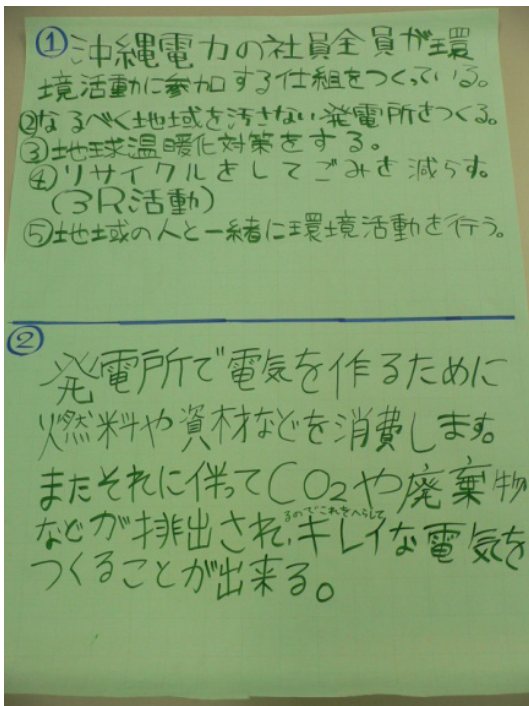 ①沖縄電力の社員全員が環
境活動に参加する仕組をつくっている。
②なるべく地域を汚さない発電所をつくる。
③地球温暖化対策をする。
④リサイクルをしてごみを減らす。
(3R活動)
⑤地域の人と一緒に環境活動を行う。
②
発電所で電気を作るために
燃料や資材などを消費します。
またそれに伴ってCO2や廃棄物
るのでこれをへらして
などが排出され、キレイな電気を
つくることが出来る。